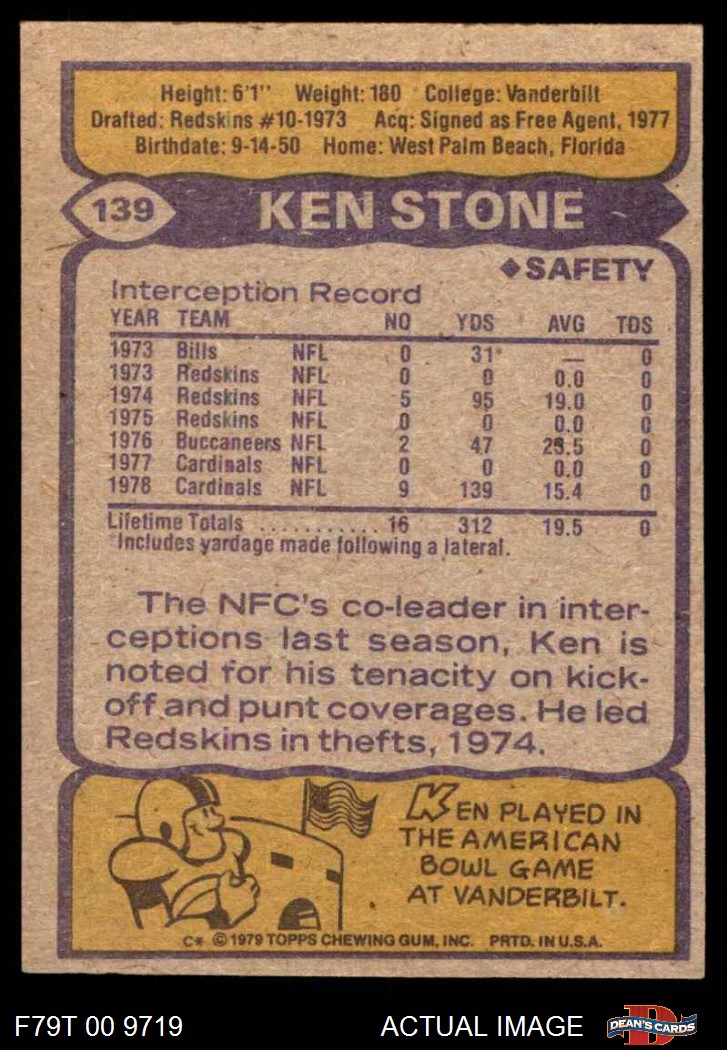 Height: 6'1" Weight: 180 College: Vanderbilt
Drafted: Redskins #10-1973 Acq: Signed as Free Agent, 1977
Birthdate: 9-14-50 Home: West Palm Beach, Florida
139 KEN STONE
◆SAFETY
Interception Record
YEAR TEAM NO YDS AVG TDS
1973 Bills NFL 0 31* — 0
1973 Redskins NFL 0 0 0.0 0
1974 Redskins NFL 5 95 19.0 0
1975 Redskins NFL 0 0 0.0 0
1976 Buccaneers NFL 2 47 23.5 0
1977 Cardinals NFL 0 0 0.0 0
1978 Cardinals NFL 9 139 15.4 0
Lifetime Totals ........... 16 312 19.5 0
*Includes yardage made following a lateral.
The NFC's co-leader in inter-
ceptions last season, Ken is
noted for his tenacity on kick-
off and punt coverages. He led
Redskins in thefts, 1974.
KEN PLAYED IN
THE AMERICAN
BOWL GAME
AT VANDERBILT.
C* © 1979 TOPPS CHEWING GUM, INC. PRTD. IN U.S.A.
F79T 00 9719 ACTUAL IMAGE D DEAN'S CARDS